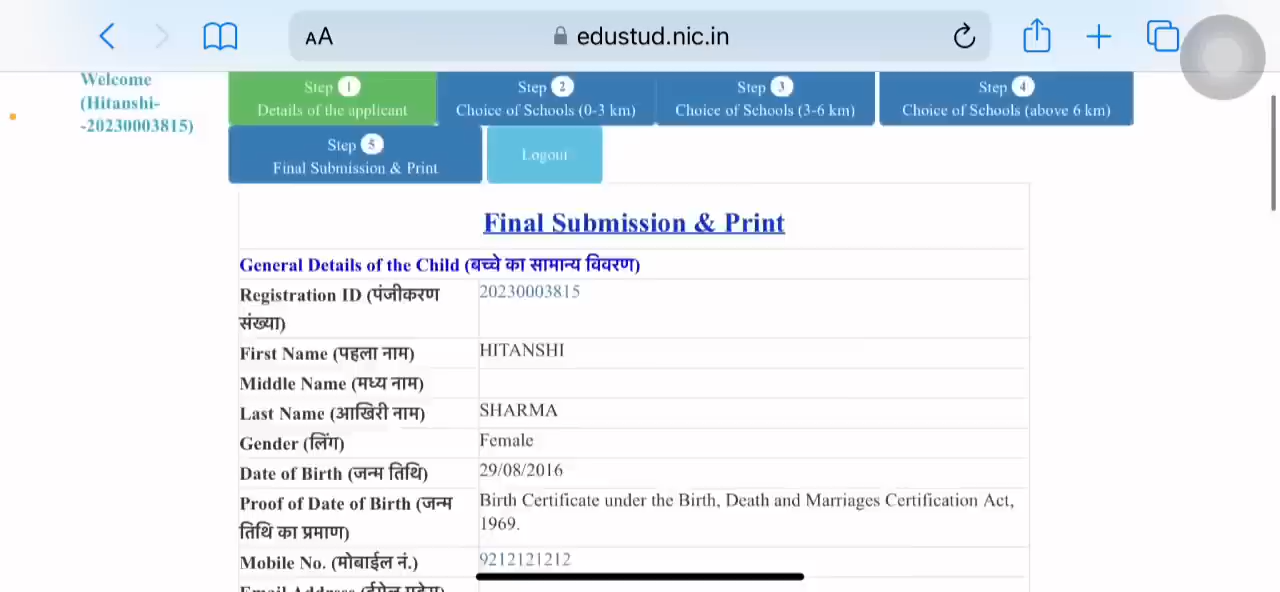 AA edustud.nic.in
Welcome
(Hitanshi-
-20230003815)
Step 1
Details of the applicant
Step 2
Choice of Schools (0-3 km)
Step 3
Choice of Schools (3-6 km)
Step 4
Choice of Schools (above 6 km)
Step 5
Final Submission & Print
Logout
Final Submission & Print
General Details of the Child (बच्चे का सामान्य विवरण)
Registration ID (पंजीकरण
संख्या)
20230003815
First Name (पहला नाम)
HITANSHI
Middle Name (मध्य नाम)
Last Name (आखिरी नाम)
SHARMA
Gender (लिंग)
Female
Date of Birth (जन्म तिथि)
29/08/2016
Proof of Date of Birth (जन्म
तिथि का प्रमाण)
Birth Certificate under the Birth, Death and Marriages Certification Act,
1969.
Mobile No. (मोबाईल नं.)
9212121212